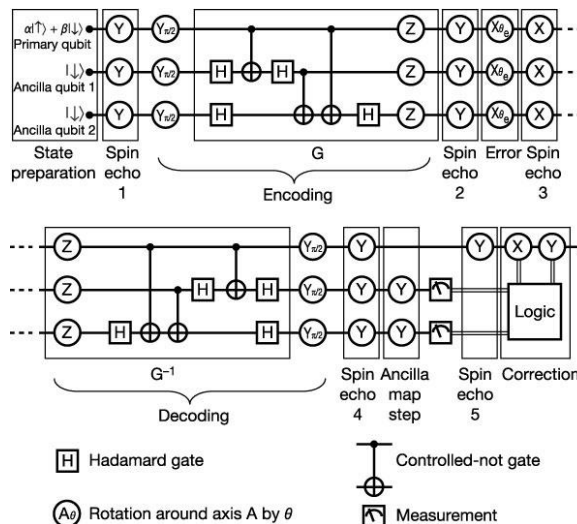 α|↑⟩ + β|↓⟩ Y Yπ/2 Z Y Xθe X
Primary qubit
|↓⟩ Y Yπ/2 H H Z Y Xθe X
Ancilla qubit 1
|↓⟩ Y Yπ/2 H H Z Y Xθe X
Ancilla qubit 2
State preparation Spin echo 1 G Spin echo 2 Error Spin echo 3
Encoding
Z Yπ/2 Y Y X Y
Z H H Yπ/2 Y Y
Logic
Z H H Yπ/2 Y Y
G⁻¹ Spin echo 4 Ancilla map step Spin echo 5 Correction
Decoding
H Hadamard gate Controlled-not gate
Aθ Rotation around axis A by θ Measurement